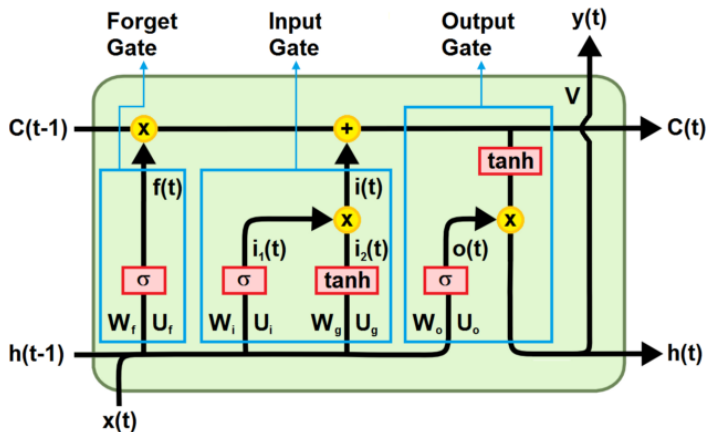 Forget Gate
Input Gate
Output Gate
y(t)
V
C(t-1)
x
+
C(t)
tanh
f(t)
i(t)
x
x
i₁(t)
i₂(t)
o(t)
σ
σ
tanh
σ
W_f U_f
W_i U_i
W_g U_g
W_o U_o
h(t-1)
h(t)
x(t)